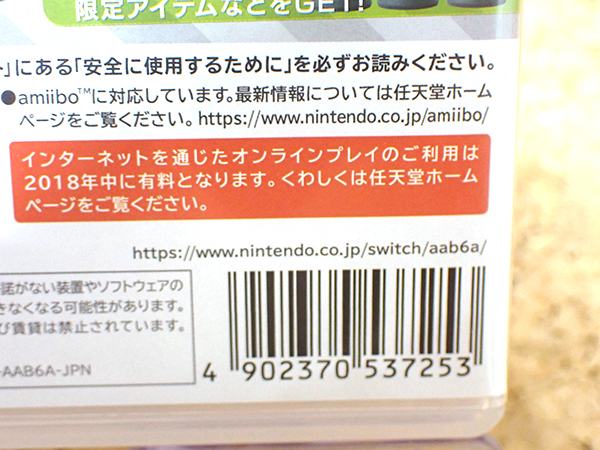 限定アイテムなどをGET!
」にある「安全に使用するために」を必ずお読みください。
●amiibo™に対応しています。最新情報については任天堂ホーム
ページをご覧ください。https://www.nintendo.co.jp/amiibo/
インターネットを通じたオンラインプレイのご利用は
2018年中に有料となります。くわしくは任天堂ホーム
ページをご覧ください。
https://www.nintendo.co.jp/switch/aab6a/
諾がない装置やソフトウェアの
きなくなる可能性があります。
び賃貸は禁止されています。
-AAB6A-JPN
4 902370 537253